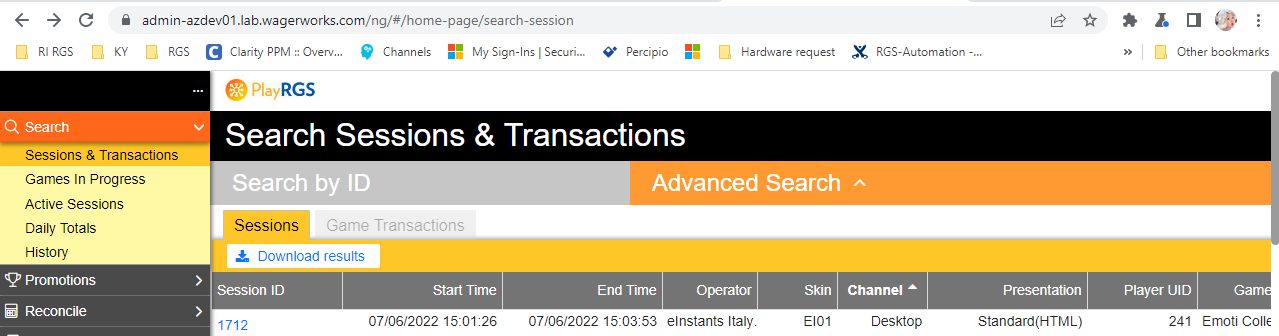 admin-azdev01.lab.wagerworks.com/ng/#/home-page/search-session
RI RGS KY RGS Clarity PPM :: Overv... Channels My Sign-Ins | Securi... Percipio Hardware request RGS-Automation -... » Other bookmarks
... PlayRGS
Search
Search Sessions & Transactions
Sessions & Transactions
Search by ID Advanced Search
Games In Progress
Active Sessions
Daily Totals
Sessions Game Transactions
History
Download results
Promotions
Session ID Start Time End Time Operator Skin Channel Presentation Player UID Game
Reconcile
1712 07/06/2022 15:01:26 07/06/2022 15:03:53 eInstants Italy. EI01 Desktop Standard(HTML) 241 Emoti Colle